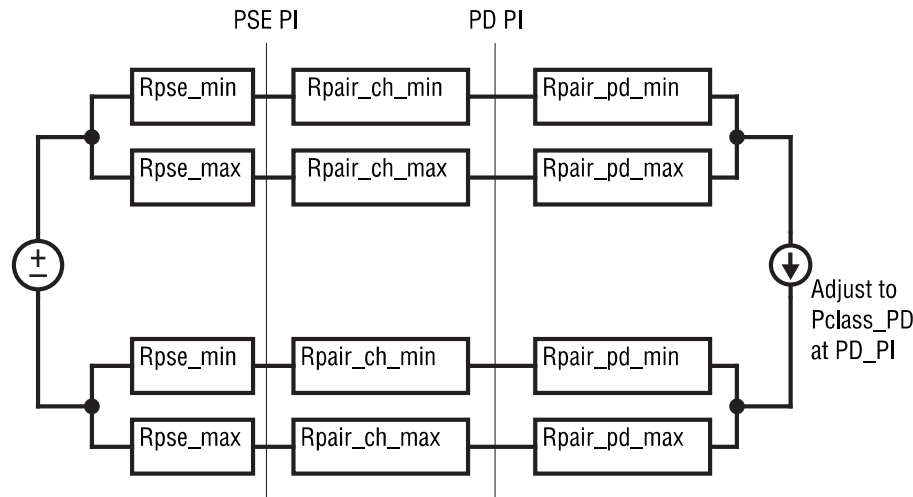 PSE PI PD PI
Rpse_min Rpair_ch_min Rpair_pd_min
Rpse_max Rpair_ch_max Rpair_pd_max
+
−
Adjust to
Pclass_PD
at PD_PI
Rpse_min Rpair_ch_min Rpair_pd_min
Rpse_max Rpair_ch_max Rpair_pd_max